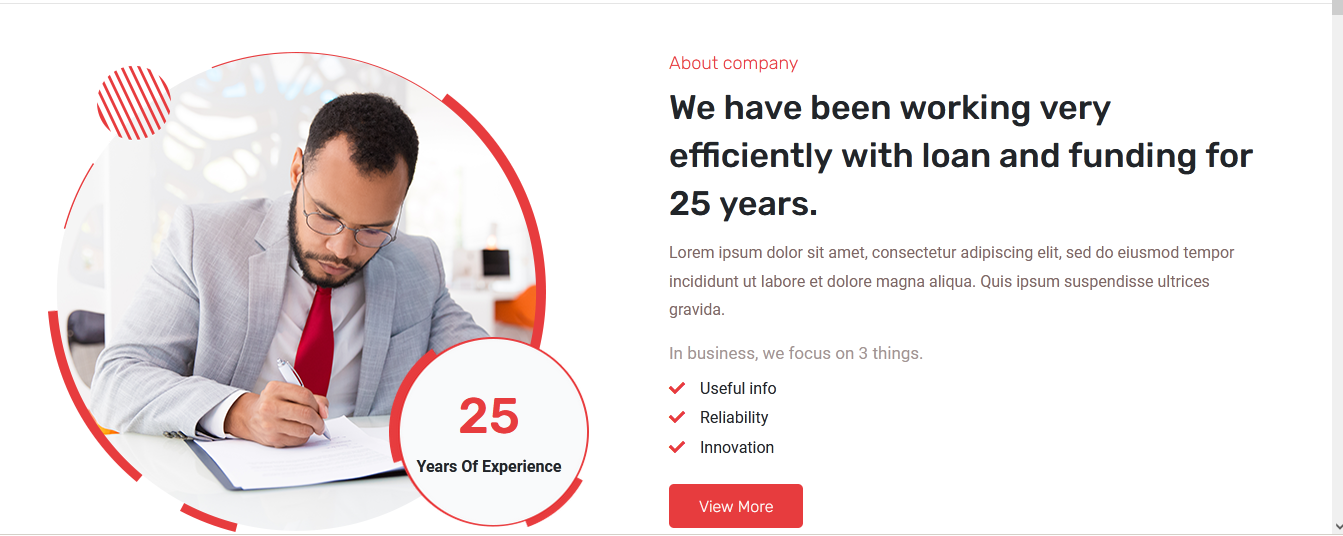 About company
We have been working very
efficiently with loan and funding for
25 years.
Lorem ipsum dolor sit amet, consectetur adipiscing elit, sed do eiusmod tempor
incididunt ut labore et dolore magna aliqua. Quis ipsum suspendisse ultrices
gravida.
In business, we focus on 3 things.
Useful info
Reliability
Innovation
View More
25
Years Of Experience